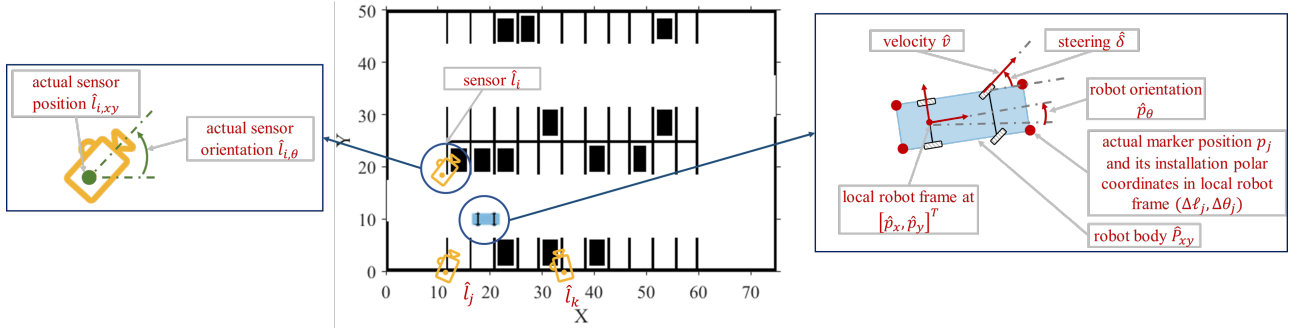 actual sensor
position $\hat{l}_{i,xy}$
actual sensor
orientation $\hat{l}_{i,\theta}$
50
40
30
20
10
0
Y
sensor $\hat{l}_i$
$\hat{l}_j$
$\hat{l}_k$
0 10 20 30 40 50 60 70
X
velocity $\hat{v}$
steering $\hat{\delta}$
robot orientation
$\hat{p}_\theta$
actual marker position $p_j$
and its installation polar
coordinates in local robot
frame $(\Delta\ell_j, \Delta\theta_j)$
local robot frame at
$[\hat{p}_x, \hat{p}_y]^T$
robot body $\hat{P}_{xy}$